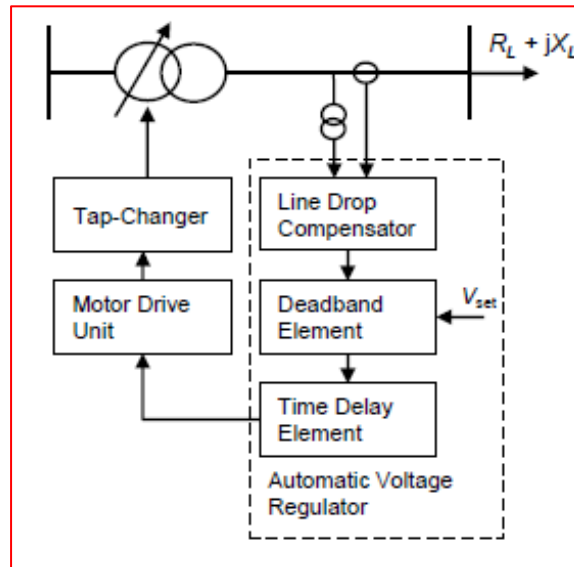 R_L + jX_L
Tap-Changer
Line Drop
Compensator
Motor Drive
Unit
Deadband
Element
V_set
Time Delay
Element
Automatic Voltage
Regulator